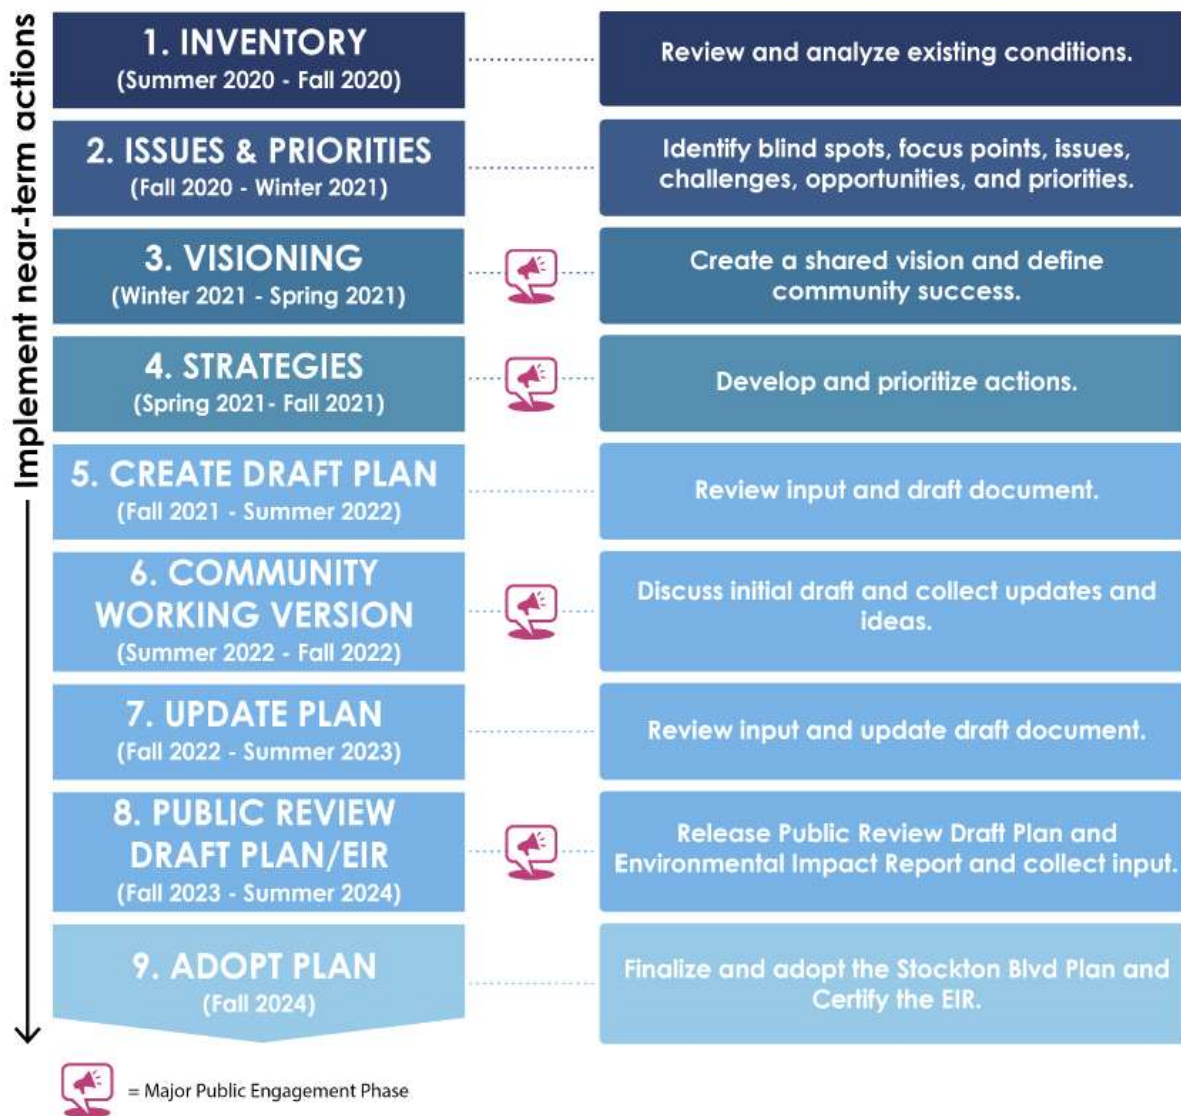 Implement near-term actions
1. INVENTORY
(Summer 2020 - Fall 2020)
Review and analyze existing conditions.
2. ISSUES & PRIORITIES
(Fall 2020 - Winter 2021)
Identify blind spots, focus points, issues,
challenges, opportunities, and priorities.
3. VISIONING
(Winter 2021 - Spring 2021)
Create a shared vision and define
community success.
4. STRATEGIES
(Spring 2021- Fall 2021)
Develop and prioritize actions.
5. CREATE DRAFT PLAN
(Fall 2021 - Summer 2022)
Review input and draft document.
6. COMMUNITY
WORKING VERSION
(Summer 2022 - Fall 2022)
Discuss initial draft and collect updates and
ideas.
7. UPDATE PLAN
(Fall 2022 - Summer 2023)
Review input and update draft document.
8. PUBLIC REVIEW
DRAFT PLAN/EIR
(Fall 2023 - Summer 2024)
Release Public Review Draft Plan and
Environmental Impact Report and collect input.
9. ADOPT PLAN
(Fall 2024)
Finalize and adopt the Stockton Blvd Plan and
Certify the EIR.
= Major Public Engagement Phase